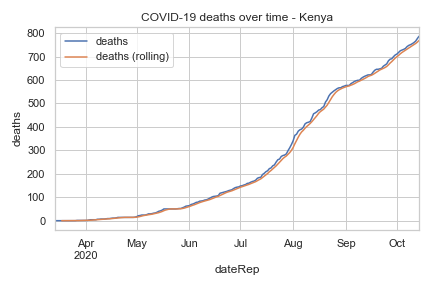 COVID-19 deaths over time - Kenya
deaths
deaths (rolling)
800
700
600
500
400
300
200
100
0
deaths
Apr May Jun Jul Aug Sep Oct
2020
dateRep